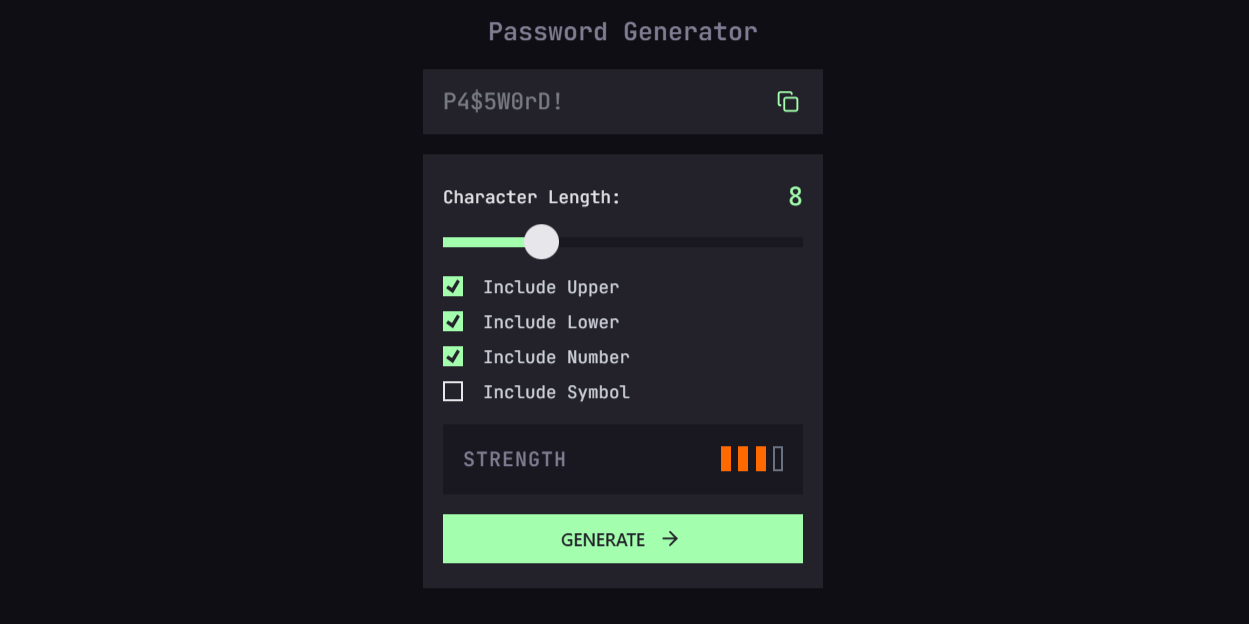 Password Generator
P4$5W0rD!
Character Length: 8
Include Upper
Include Lower
Include Number
Include Symbol
STRENGTH
GENERATE →